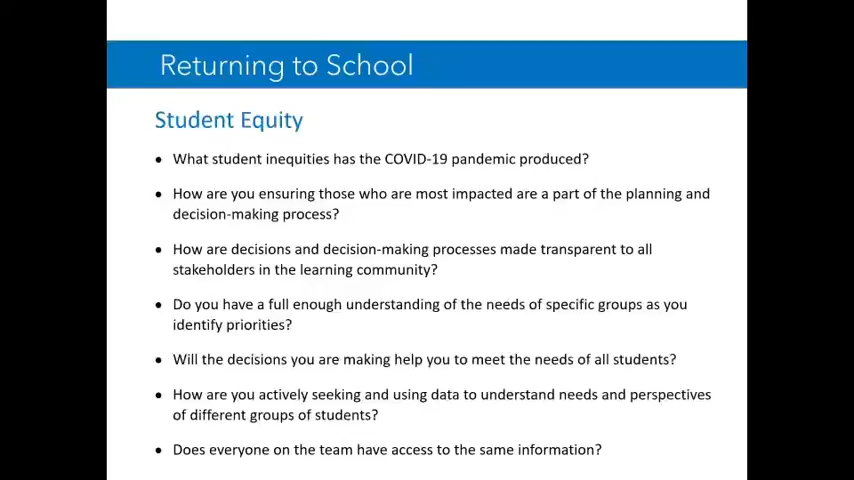 Returning to School
Student Equity
• What student inequities has the COVID-19 pandemic produced?
• How are you ensuring those who are most impacted are a part of the planning and
decision-making process?
• How are decisions and decision-making processes made transparent to all
stakeholders in the learning community?
• Do you have a full enough understanding of the needs of specific groups as you
identify priorities?
• Will the decisions you are making help you to meet the needs of all students?
• How are you actively seeking and using data to understand needs and perspectives
of different groups of students?
• Does everyone on the team have access to the same information?